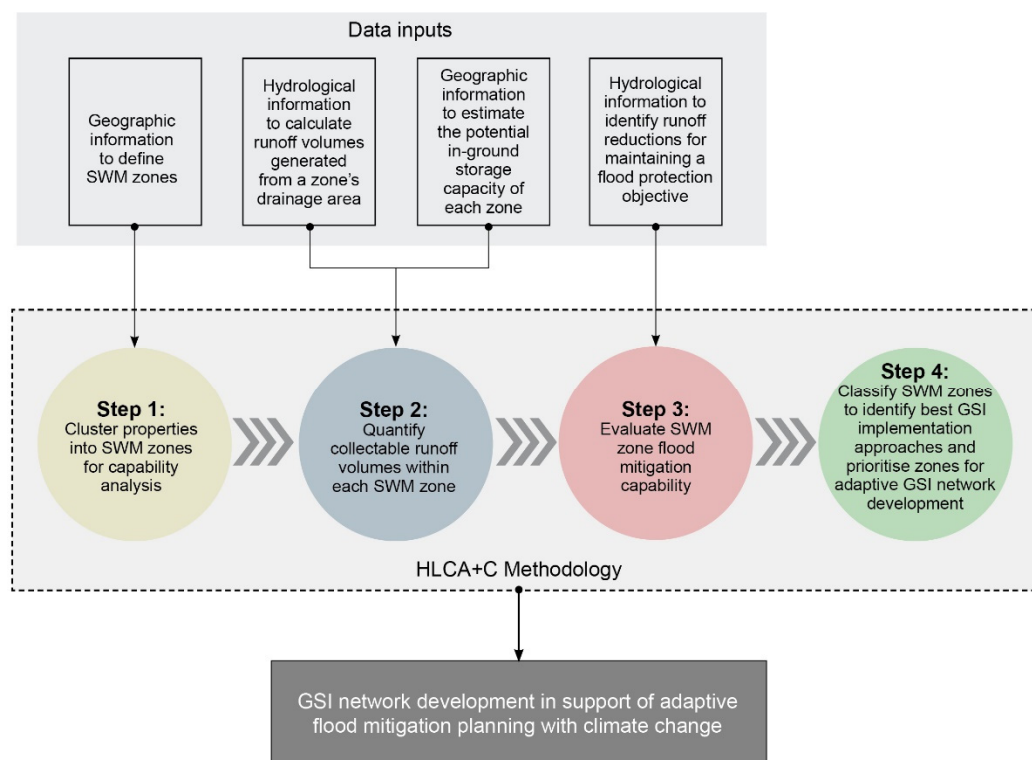 Data inputs
Geographic
information
to define
SWM zones
Hydrological
information
to calculate
runoff volumes
generated
from a zone's
drainage area
Geographic
information
to estimate
the potential
in-ground
storage
capacity of
each zone
Hydrological
information to
identify runoff
reductions for
maintaining a
flood protection
objective
Step 1:
Cluster properties
into SWM zones
for capability
analysis
Step 2:
Quantify
collectable runoff
volumes within
each SWM zone
Step 3:
Evaluate SWM
zone flood
mitigation
capability
Step 4:
Classify SWM zones
to identify best GSI
implementation
approaches and
prioritise zones for
adaptive GSI network
development
HLCA+C Methodology
GSI network development in support of adaptive
flood mitigation planning with climate change